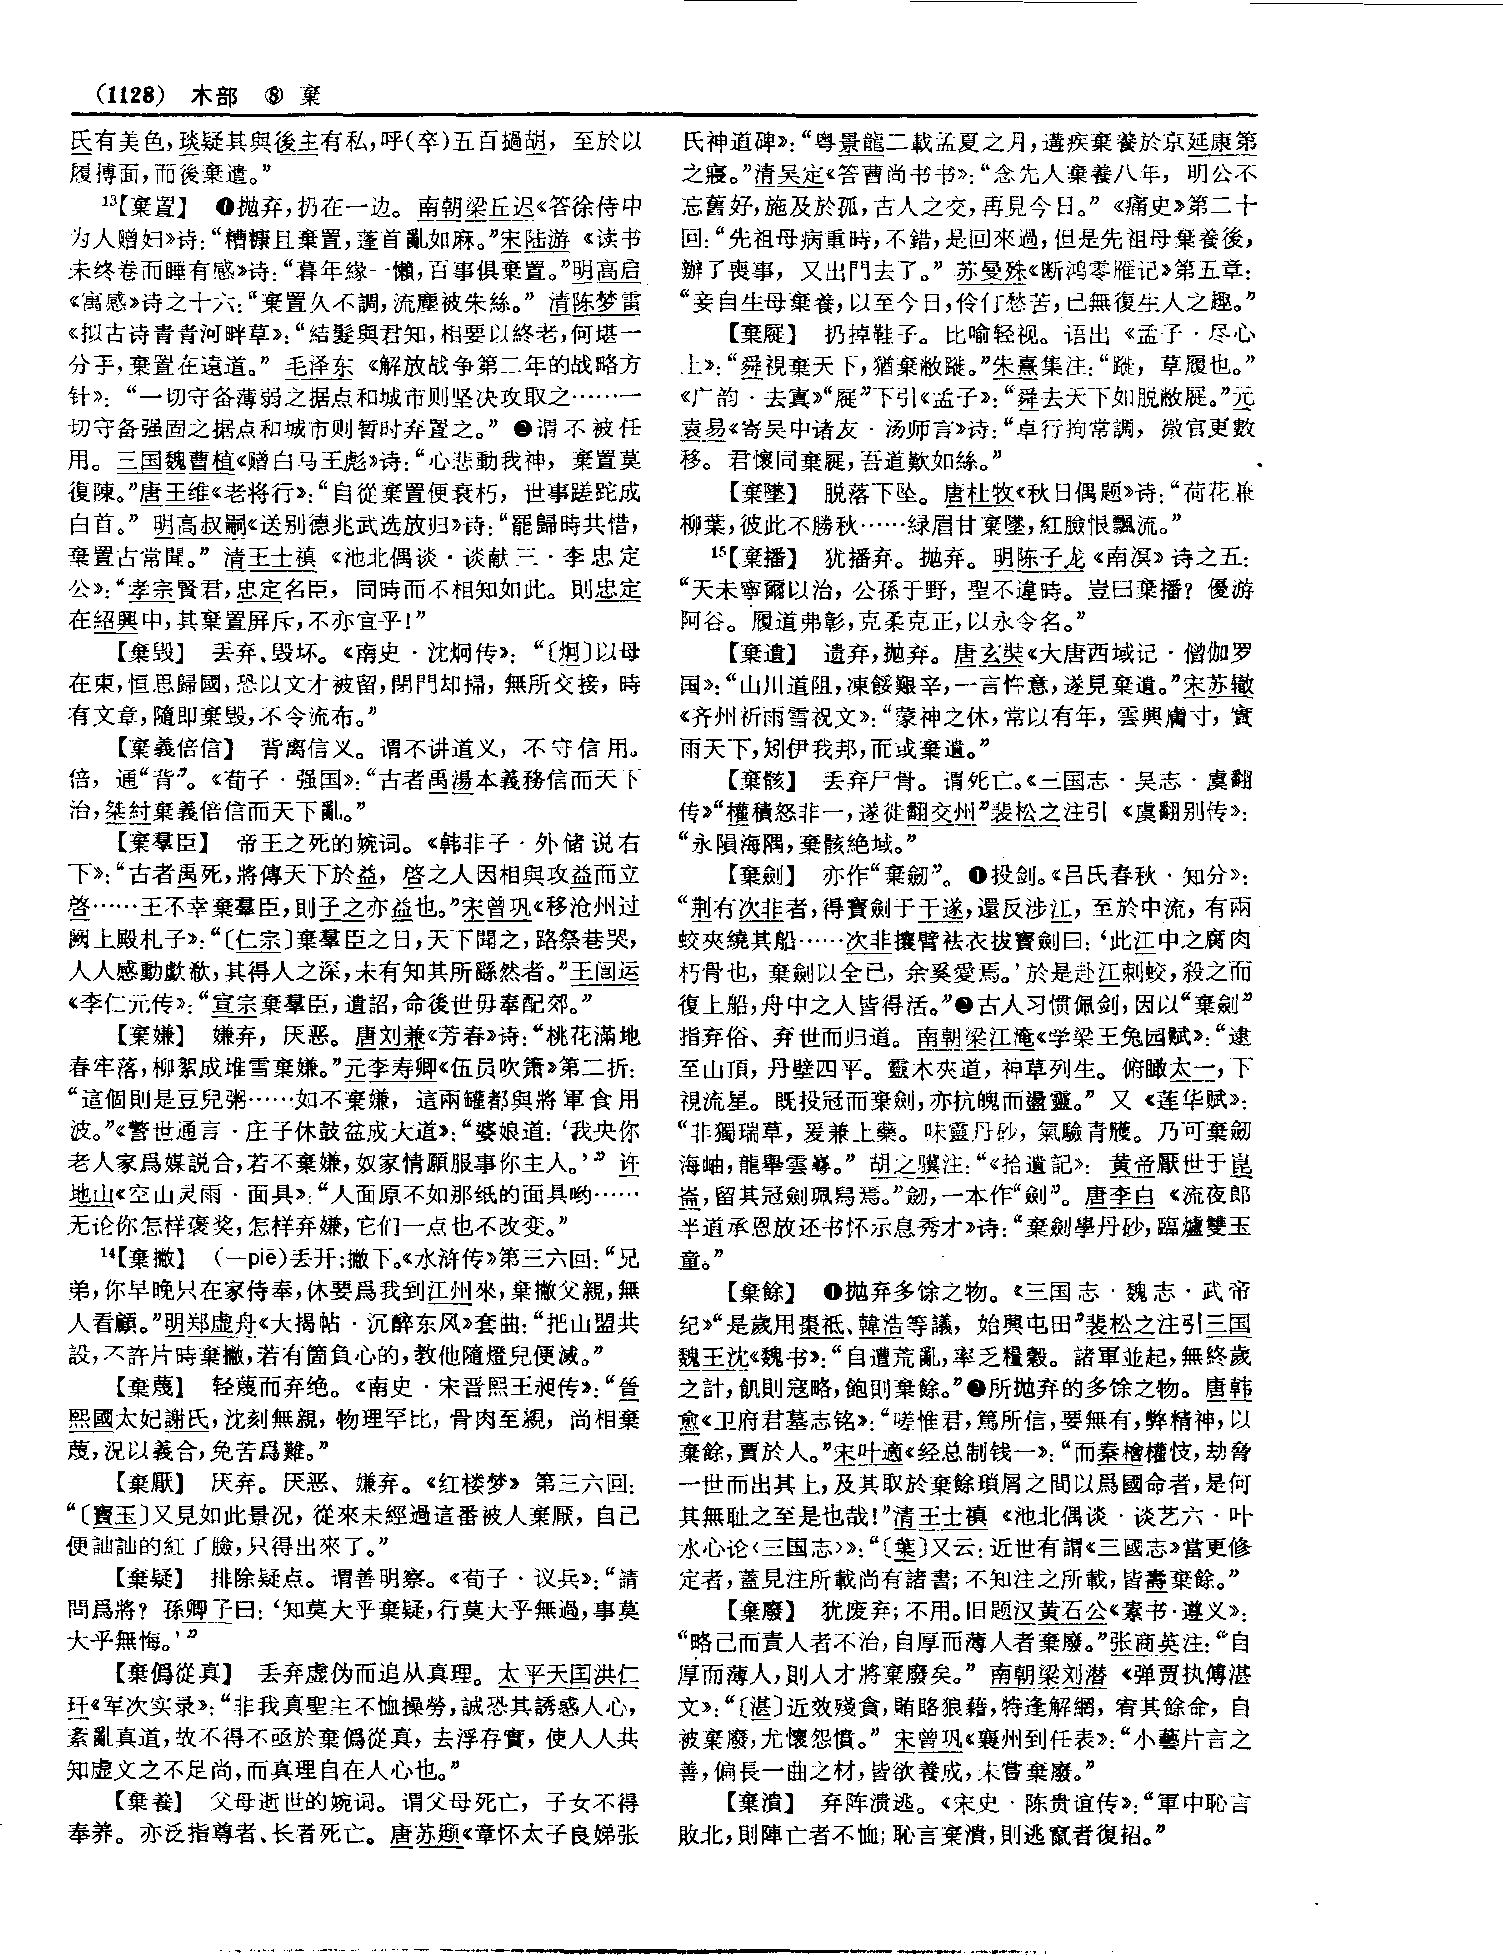 (1128) 木部 ⑧ 棄
氏有美色，琰疑其與後主有私，呼(卒)五百撾胡，至於以
履搏面，而後棄遣。”
¹³【棄置】 ❶抛弃，扔在一边。南朝梁丘迟《答徐侍中
为人赠妇》诗：“糟糠且棄置，蓬首亂如麻。”宋陆游《读书
未终卷而睡有感》诗：“暮年緣一懶，百事俱棄置。”明高启
《寓感》诗之十六：“棄置久不調，流塵被朱絲。”清陈梦雷
《拟古诗青青河畔草》：“結髮與君知，相要以終老，何堪一
分手，棄置在遠道。”毛泽东《解放战争第二年的战略方
针》：“一切守备薄弱之据点和城市则坚决攻取之……一
切守备强固之据点和城市则暂时弃置之。”❷谓不被任
用。三国魏曹植《赠白马王彪》诗：“心悲動我神，棄置莫
復陳。”唐王维《老将行》：“自從棄置便衰朽，世事蹉跎成
白首。”明高叔嗣《送别德兆武选放归》诗：“罷歸時共惜，
棄置古常聞。”清王士禛《池北偶谈·谈献三·李忠定
公》：“孝宗賢君，忠定名臣，同時而不相知如此。則忠定
在紹興中，其棄置屏斥，不亦宜乎！”
【棄毀】 丢弃、毁坏。《南史·沈炯传》：“〔炯〕以母
在東，恒思歸國，恐以文才被留，閉門却掃，無所交接，時
有文章，隨即棄毀，不令流布。”
【棄義倍信】 背离信义。谓不讲道义，不守信用。
倍，通“背”。《荀子·强国》：“古者禹湯本義務信而天下
治，桀紂棄義倍信而天下亂。”
【棄羣臣】 帝王之死的婉词。《韩非子·外储说右
下》：“古者禹死，將傳天下於益，啓之人因相與攻益而立
啓……王不幸棄羣臣，則子之亦益也。”宋曾巩《移沧州过
阙上殿札子》：“〔仁宗〕棄羣臣之日，天下聞之，路祭巷哭，
人人感動歔欷，其得人之深，未有知其所繇然者。”王闿运
《李仁元传》：“宣宗棄羣臣，遺詔，命後世毋奉配郊。”
【棄嫌】 嫌弃，厌恶。唐刘兼《芳春》诗：“桃花滿地
春牢落，柳絮成堆雪棄嫌。”元李寿卿《伍员吹箫》第二折：
“這個則是豆兒粥……如不棄嫌，這兩罐都與將軍食用
波。”《警世通言·庄子休鼓盆成大道》：“婆娘道：‘我央你
老人家爲媒説合，若不棄嫌，奴家情願服事你主人。’”许
地山《空山灵雨·面具》：“人面原不如那纸的面具哟……
无论你怎样褒奖，怎样弃嫌，它们一点也不改变。”
¹⁴【棄撇】 （—piē）丢开；撇下。《水浒传》第三六回：“兄
弟，你早晚只在家侍奉，休要爲我到江州來，棄撇父親，無
人看顧。”明郑虚舟《大揭帖·沉醉东风》套曲：“把山盟共
設，不許片時棄撇，若有箇負心的，教他隨燈兒便滅。”
【棄蔑】 轻蔑而弃绝。《南史·宋晋熙王昶传》：“晉
熙國太妃謝氏，沈刻無親，物理罕比，骨肉至親，尚相棄
蔑，況以義合，免苦爲難。”
【棄厭】 厌弃。厌恶、嫌弃。《红楼梦》第三六回：
“〔寶玉〕又見如此景况，從來未經過這番被人棄厭，自己
便訕訕的紅了臉，只得出來了。”
【棄疑】 排除疑点。谓善明察。《荀子·议兵》：“請
問爲將？孫卿子曰：‘知莫大乎棄疑，行莫大乎無過，事莫
大乎無悔。’”
【棄僞從真】 丢弃虚伪而追从真理。太平天囯洪仁
玕《军次实录》：“非我真聖主不恤操勞，誠恐其誘惑人心，
紊亂真道，故不得不亟於棄僞從真，去浮存實，使人人共
知虚文之不足尚，而真理自在人心也。”
【棄養】 父母逝世的婉词。谓父母死亡，子女不得
奉养。亦泛指尊者、长者死亡。唐苏颋《章怀太子良娣张
氏神道碑》：“粤景龍二載孟夏之月，遘疾棄養於京延康第
之寢。”清吴定《答曹尚书书》：“念先人棄養八年，明公不
忘舊好，施及於孤，古人之交，再見今日。”《痛史》第二十
回：“先祖母病重時，不錯，是回來過，但是先祖母棄養後，
辦了喪事，又出門去了。”苏曼殊《断鸿零雁记》第五章：
“妾自生母棄養，以至今日，伶仃愁苦，已無復生人之趣。”
【棄屣】 扔掉鞋子。比喻轻视。语出《孟子·尽心
上》：“舜視棄天下，猶棄敝蹝。”朱熹集注：“蹝，草履也。”
《广韵·去寘》“屣”下引《孟子》：“舜去天下如脱敝屣。”元
袁易《寄吴中诸友·汤师言》诗：“卓行拘常調，微官更數
移。君懷同棄屣，吾道歎如絲。”
【棄墜】 脱落下坠。唐杜牧《秋日偶题》诗：“荷花兼
柳葉，彼此不勝秋……緑眉甘棄墜，紅臉恨飄流。”
¹⁵【棄播】 犹播弃。抛弃。明陈子龙《南溟》诗之五：
“天未寧爾以治，公孫于野，聖不違時。豈曰棄播？優游
阿谷。履道弗彰，克柔克正，以永令名。”
【棄遺】 遗弃，抛弃。唐玄奘《大唐西域记·僧伽罗
国》：“山川道阻，凍餒艱辛，一言忤意，遂見棄遺。”宋苏辙
《齐州祈雨雪祝文》：“蒙神之休，常以有年，雲興膚寸，實
雨天下，矧伊我邦，而或棄遺。”
【棄骸】 丢弃尸骨。谓死亡。《三国志·吴志·虞翻
传》“權積怒非一，遂徙翻交州”裴松之注引《虞翻别传》：
“永隕海隅，棄骸絶域。”
【棄劍】 亦作“棄劒”。❶投剑。《吕氏春秋·知分》：
“荆有次非者，得寶劍于干遂，還反涉江，至於中流，有兩
蛟夾繞其船……次非攘臂袪衣拔寶劍曰：‘此江中之腐肉
朽骨也，棄劍以全己，余奚愛焉。’於是赴江刺蛟，殺之而
復上船，舟中之人皆得活。”❷古人习惯佩剑，因以“棄劍”
指弃俗、弃世而归道。南朝梁江淹《学梁王兔园赋》：“逮
至山頂，丹壁四平。靈木夾道，神草列生。俯瞰太一，下
視流星。既投冠而棄劍，亦抗魄而盪靈。”又《莲华赋》：
“非獨瑞草，爰兼上藥。味靈丹砂，氣驗青雘。乃可棄劒
海岫，龍舉雲㟧。”胡之骥注：“《拾遺記》：黄帝厭世于崑
崙，留其冠劍珮舄焉。”劒，一本作“劍”。唐李白《流夜郎
半道承恩放还书怀示息秀才》诗：“棄劍學丹砂，臨爐雙玉
童。”
【棄餘】 ❶抛弃多馀之物。《三国志·魏志·武帝
纪》“是歲用棗祗、韓浩等議，始興屯田”裴松之注引三国
魏王沈《魏书》：“自遭荒亂，率乏糧穀。諸軍並起，無終歲
之計，飢則寇略，飽則棄餘。”❷所抛弃的多馀之物。唐韩
愈《卫府君墓志铭》：“嗟惟君，篤所信，要無有，弊精神，以
棄餘，賈於人。”宋叶適《经总制钱一》：“而秦檜權忮，劫脅
一世而出其上，及其取於棄餘瑣屑之間以爲國命者，是何
其無耻之至是也哉！”清王士禛《池北偶谈·谈艺六·叶
水心论〈三国志〉》：“〔葉〕又云：近世有謂《三國志》當更修
定者，蓋見注所載尚有諸書；不知注之所載，皆壽棄餘。”
【棄廢】 犹废弃；不用。旧题汉黄石公《素书·遵义》：
“略己而責人者不治，自厚而薄人者棄廢。”张商英注：“自
厚而薄人，則人才將棄廢矣。”南朝梁刘潜《弹贾执傅湛
文》：“〔湛〕近效殘貪，賄賂狼藉，特逢解網，宥其餘命，自
被棄廢，尤懷怨憤。”宋曾巩《襄州到任表》：“小藝片言之
善，偏長一曲之材，皆欲養成，未嘗棄廢。”
【棄潰】 弃阵溃逃。《宋史·陈贵谊传》：“軍中恥言
敗北，則陣亡者不恤；恥言棄潰，則逃竄者復招。”